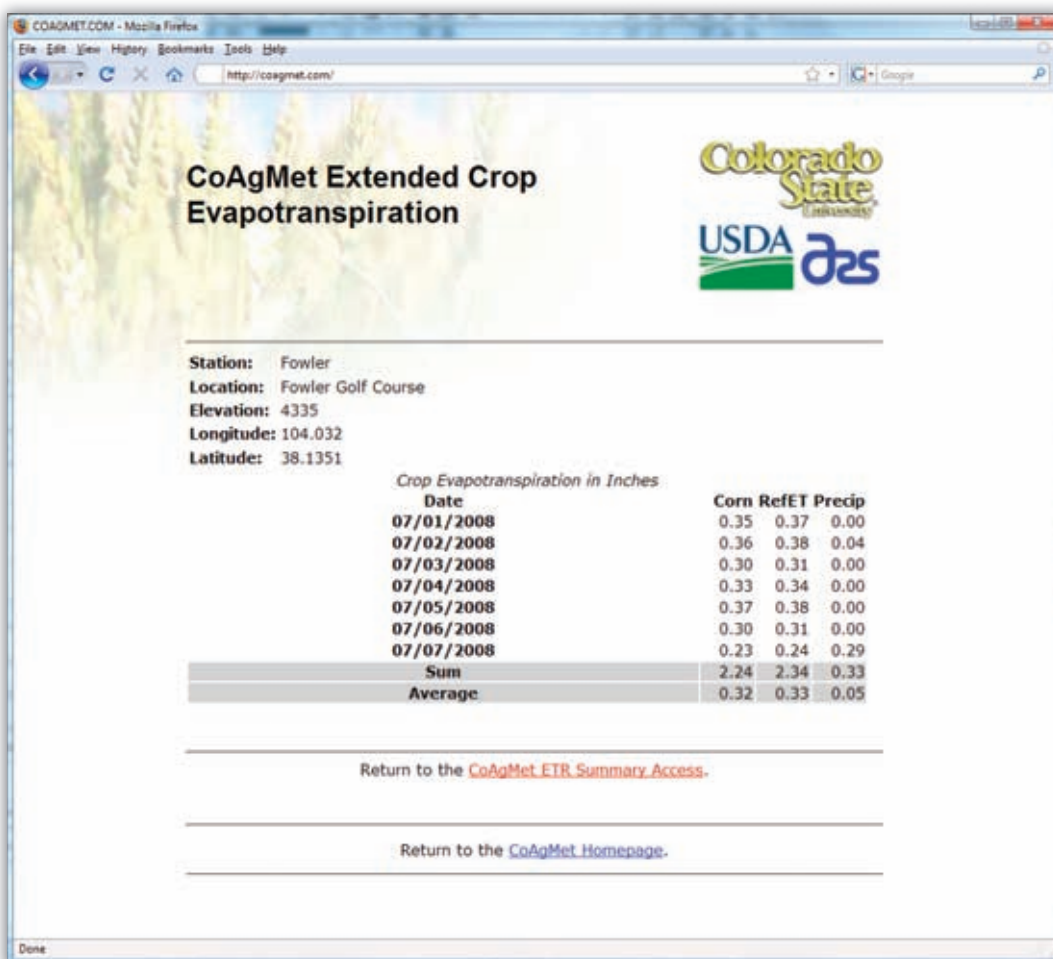 COAGMET.COM - Mozilla Firefox
File Edit View History Bookmarks Tools Help
http://coagmet.com/
Google
CoAgMet Extended Crop
Evapotranspiration
Colorado
State
University
USDA
Station: Fowler
Location: Fowler Golf Course
Elevation: 4335
Longitude: 104.032
Latitude: 38.1351
Crop Evapotranspiration in Inches
Date Corn RefET Precip
07/01/2008 0.35 0.37 0.00
07/02/2008 0.36 0.38 0.04
07/03/2008 0.30 0.31 0.00
07/04/2008 0.33 0.34 0.00
07/05/2008 0.37 0.38 0.00
07/06/2008 0.30 0.31 0.00
07/07/2008 0.23 0.24 0.29
Sum 2.24 2.34 0.33
Average 0.32 0.33 0.05
Return to the CoAgMet ETR Summary Access.
Return to the CoAgMet Homepage.
Done